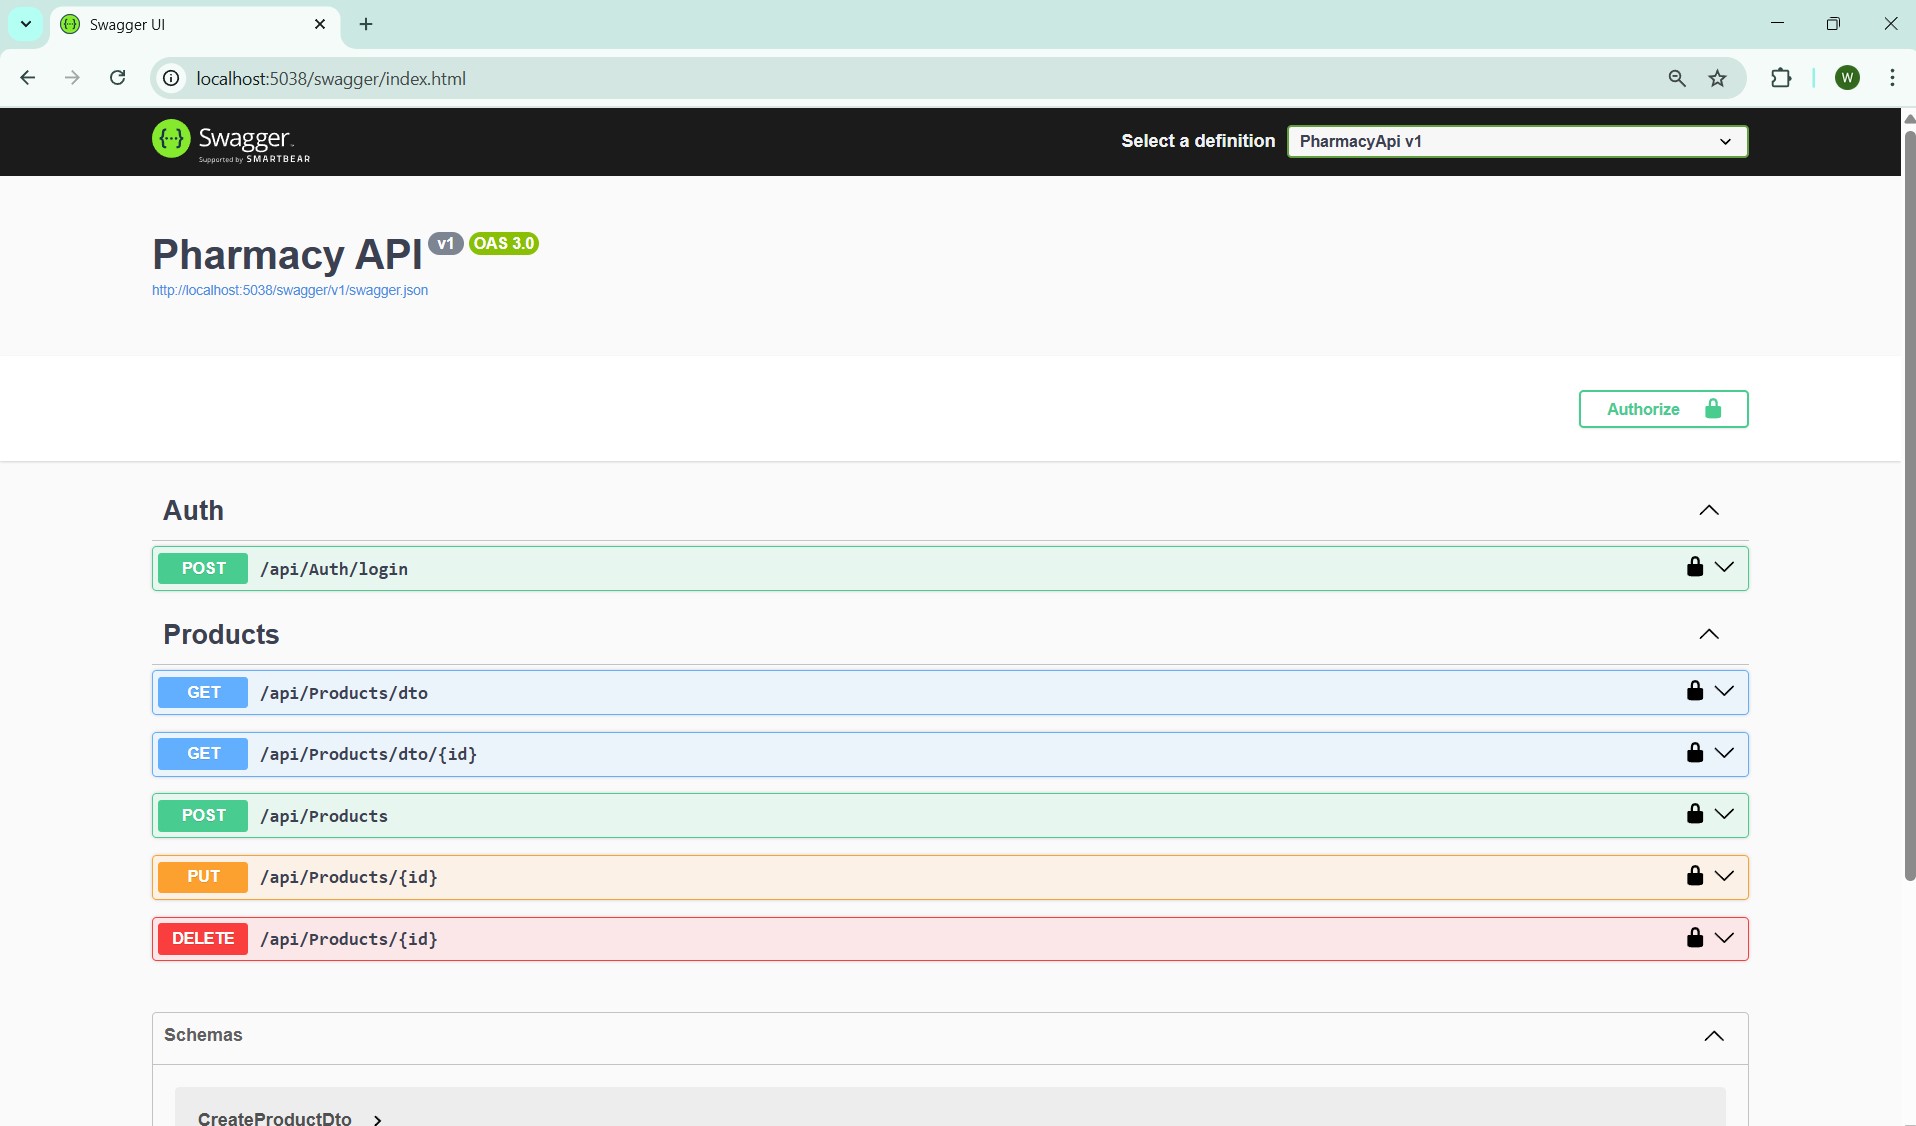 Swagger UI
localhost:5038/swagger/index.html
W
Swagger
Supported by SMARTBEAR
Select a definition
PharmacyApi v1
Pharmacy API v1 OAS 3.0
http://localhost:5038/swagger/v1/swagger.json
Authorize
Auth
POST /api/Auth/login
Products
GET /api/Products/dto
GET /api/Products/dto/{id}
POST /api/Products
PUT /api/Products/{id}
DELETE /api/Products/{id}
Schemas
CreateProductDto